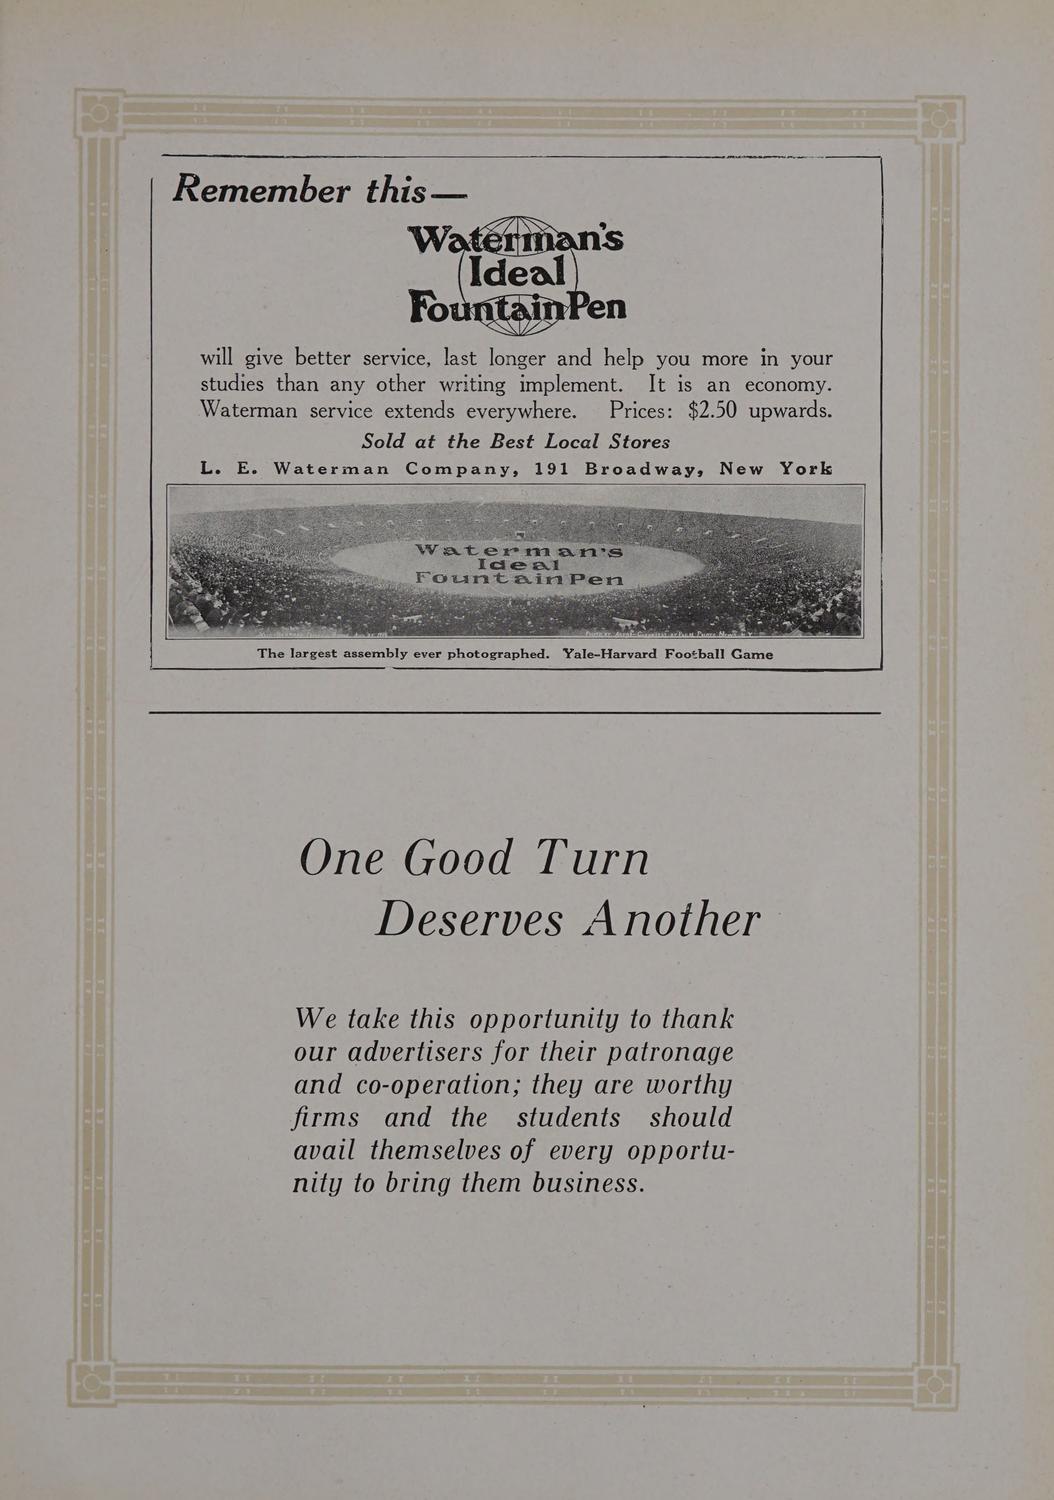 Remember this—
Waterman's
Ideal
Fountain Pen
will give better service, last longer and help you more in your
studies than any other writing implement. It is an economy.
Waterman service extends everywhere. Prices: $2.50 upwards.
Sold at the Best Local Stores
L. E. Waterman Company, 191 Broadway, New York
Waterman's
Ideal
Fountain Pen
The largest assembly ever photographed. Yale-Harvard Football Game
One Good Turn
Deserves Another
We take this opportunity to thank
our advertisers for their patronage
and co-operation; they are worthy
firms and the students should
avail themselves of every opportu-
nity to bring them business.